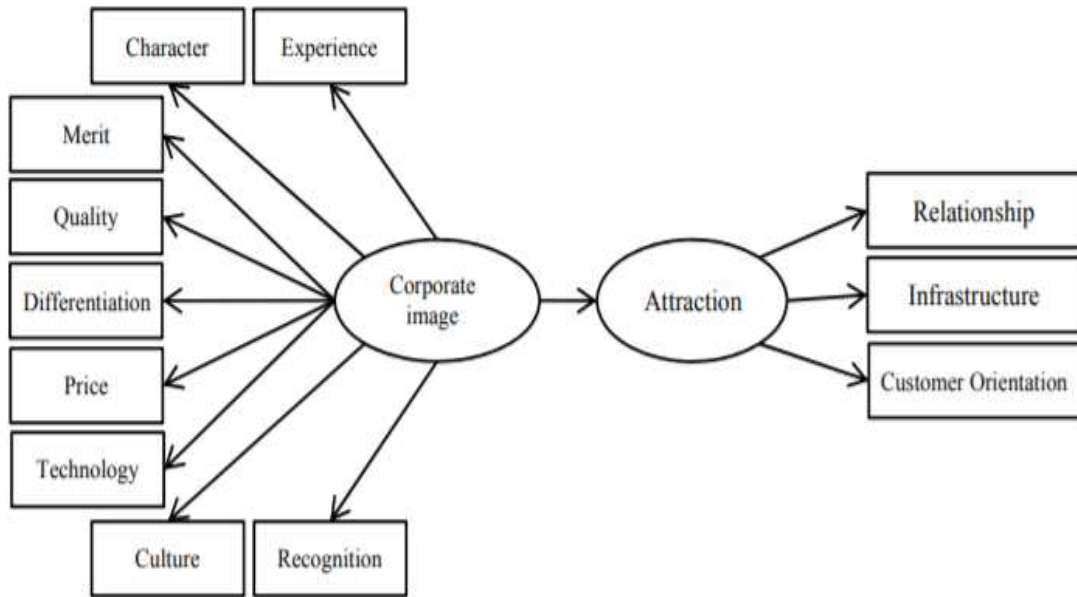 Character
Experience
Merit
Quality
Differentiation
Price
Technology
Culture
Recognition
Corporate
image
Attraction
Relationship
Infrastructure
Customer Orientation